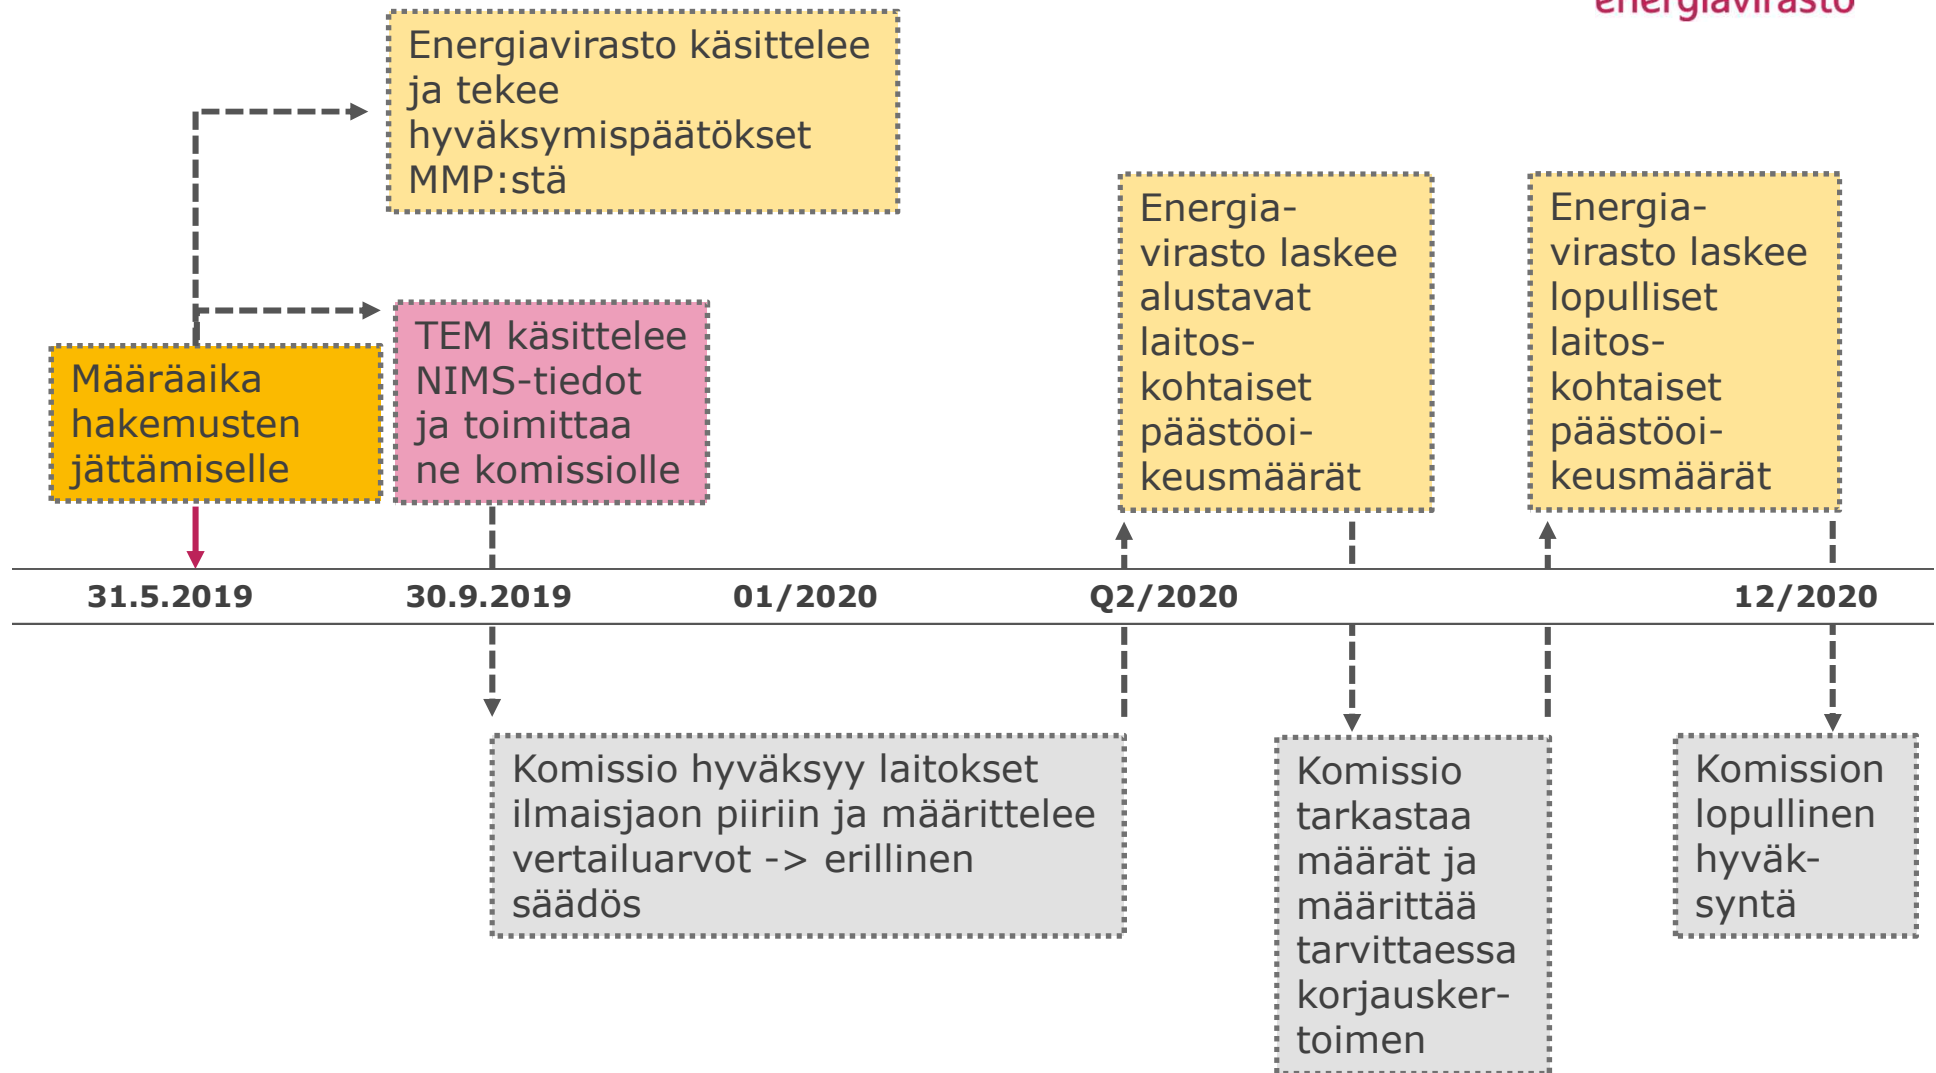 energiavirasto
Energiavirasto käsittelee
ja tekee
hyväksymispäätökset
MMP:stä
Määräaika
hakemusten
jättämiselle
TEM käsittelee
NIMS-tiedot
ja toimittaa
ne komissiolle
Energia-
virasto laskee
alustavat
laitos-
kohtaiset
päästöoi-
keusmäärät
Energia-
virasto laskee
lopulliset
laitos-
kohtaiset
päästöoi-
keusmäärät
31.5.2019
30.9.2019
01/2020
Q2/2020
12/2020
Komissio hyväksyy laitokset
ilmaisjaon piiriin ja määrittelee
vertailuarvot -> erillinen
säädös
Komissio
tarkastaa
määrät ja
määrittää
tarvittaessa
korjausker-
toimen
Komission
lopullinen
hyväk-
syntä